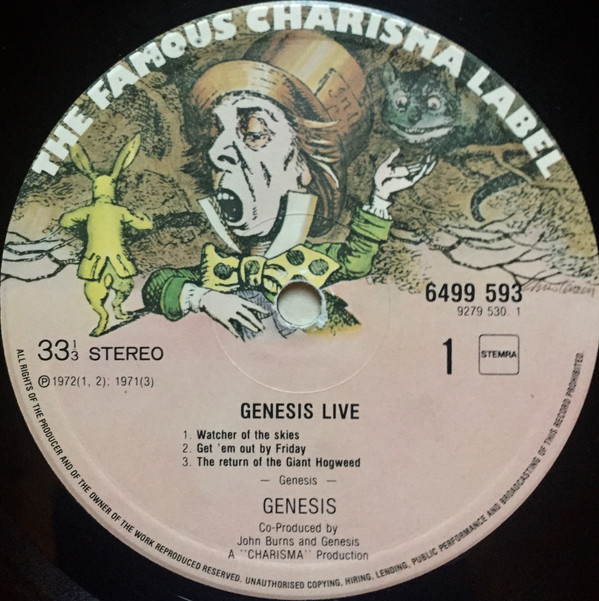 THE FAMOUS CHARISMA LABEL
6499 593
9279 530. 1
33⅓ STEREO
1
STEMRA
Ⓟ1972(1, 2); 1971(3)
GENESIS LIVE
1. Watcher of the skies
2. Get 'em out by Friday
3. The return of the Giant Hogweed
— Genesis —
GENESIS
Co-Produced by
John Burns and Genesis
A "CHARISMA" Production
ALL RIGHTS OF THE PRODUCER AND OF THE OWNER OF THE WORK REPRODUCED RESERVED. UNAUTHORISED COPYING, HIRING, LENDING, PUBLIC PERFORMANCE AND BROADCASTING OF THIS RECORD PROHIBITED.